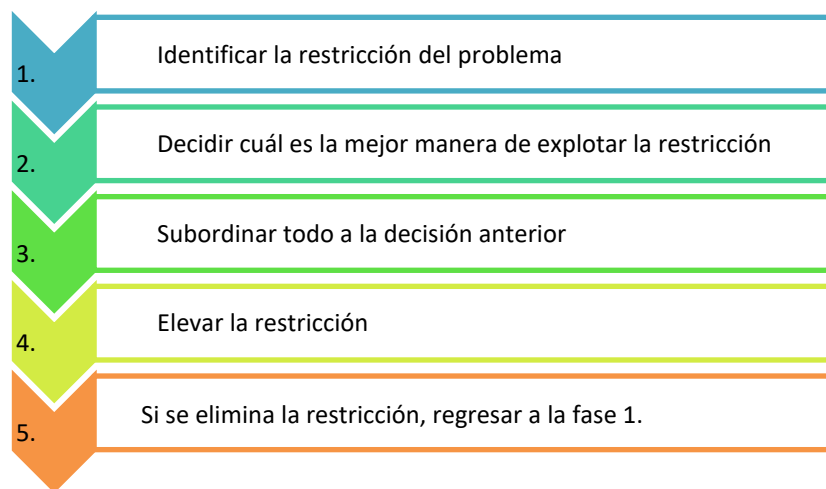 1. Identificar la restricción del problema
2. Decidir cuál es la mejor manera de explotar la restricción
3. Subordinar todo a la decisión anterior
4. Elevar la restricción
5. Si se elimina la restricción, regresar a la fase 1.